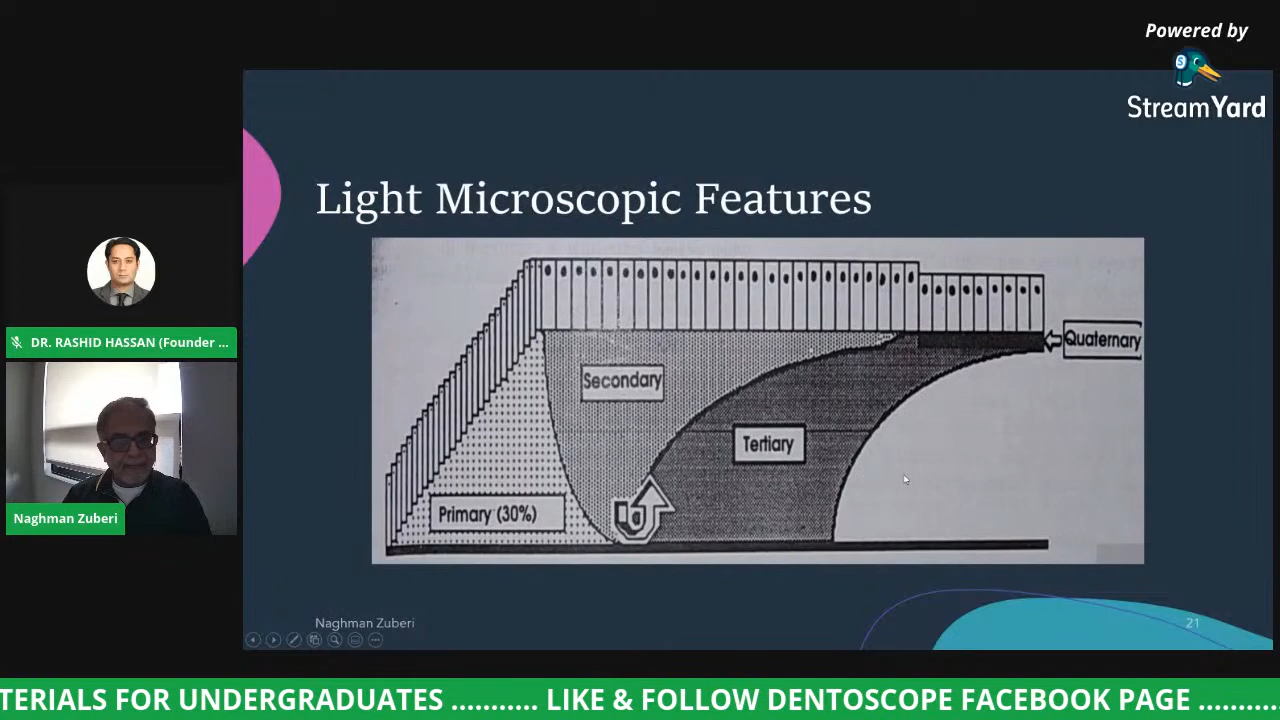 Powered by
StreamYard
Light Microscopic Features
Secondary
Quaternary
Tertiary
Primary (30%)
DR. RASHID HASSAN (Founder ...
Naghman Zuberi
Naghman Zuberi
21
TERIALS FOR UNDERGRADUATES .......... LIKE & FOLLOW DENTOSCOPE FACEBOOK PAGE ..........